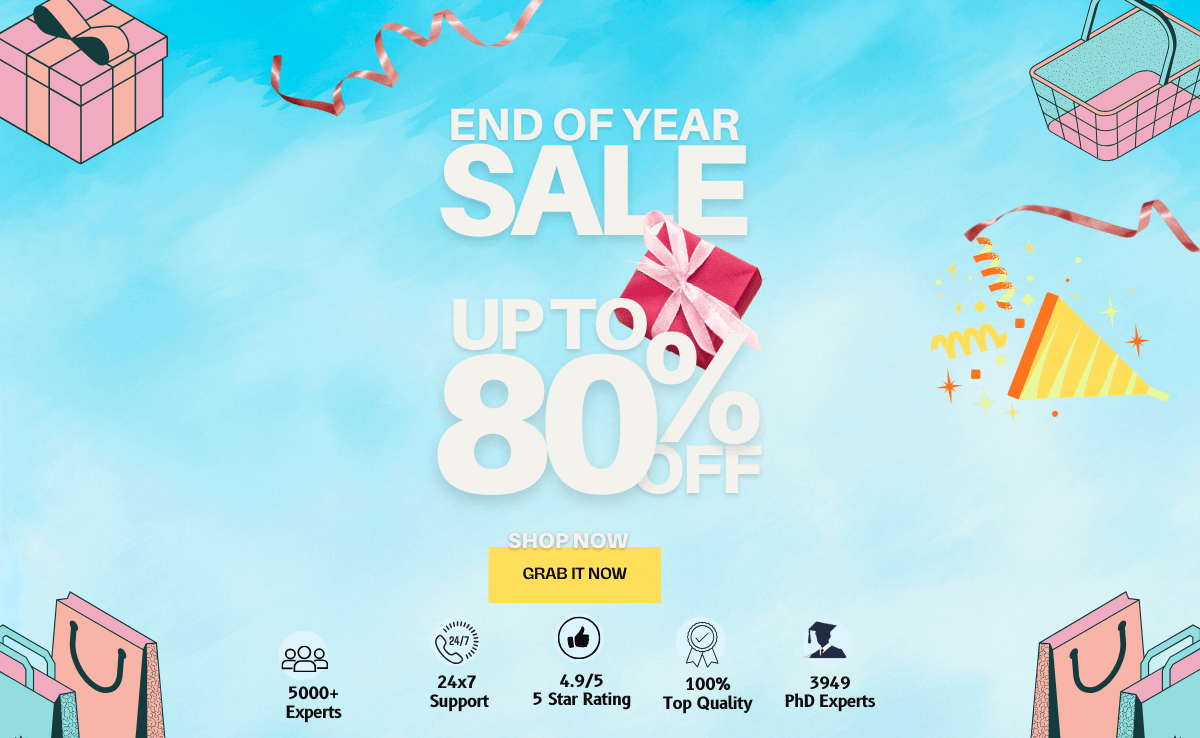 END OF YEAR
SALE
UP TO
80%
OFF
SHOP NOW
GRAB IT NOW
24/7
5000+
Experts
24x7
Support
4.9/5
5 Star Rating
100%
Top Quality
3949
PhD Experts